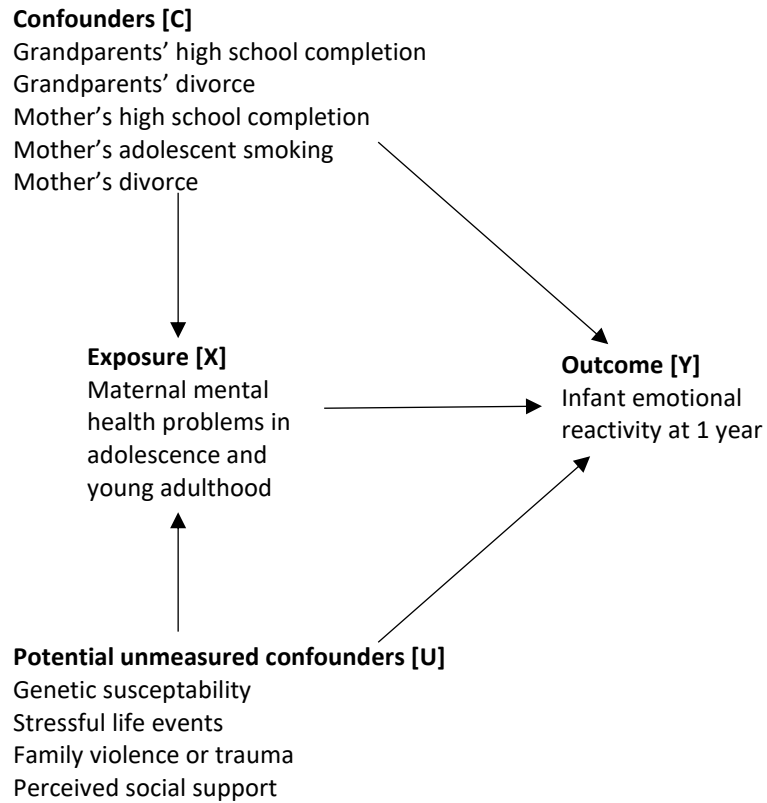 Confounders [C]
Grandparents’ high school completion
Grandparents’ divorce
Mother’s high school completion
Mother’s adolescent smoking
Mother’s divorce
Exposure [X]
Maternal mental
health problems in
adolescence and
young adulthood
Outcome [Y]
Infant emotional
reactivity at 1 year
Potential unmeasured confounders [U]
Genetic susceptability
Stressful life events
Family violence or trauma
Perceived social support